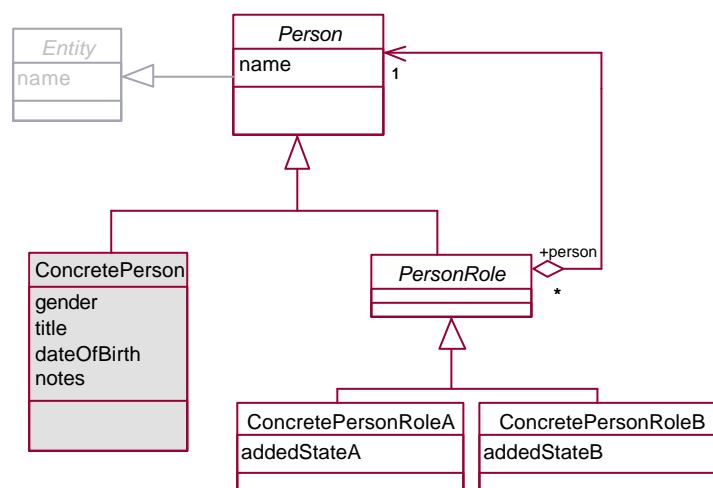 Entity
name
Person
name
1
ConcretePerson
gender
title
dateOfBirth
notes
PersonRole
+person
*
ConcretePersonRoleA
addedStateA
ConcretePersonRoleB
addedStateB